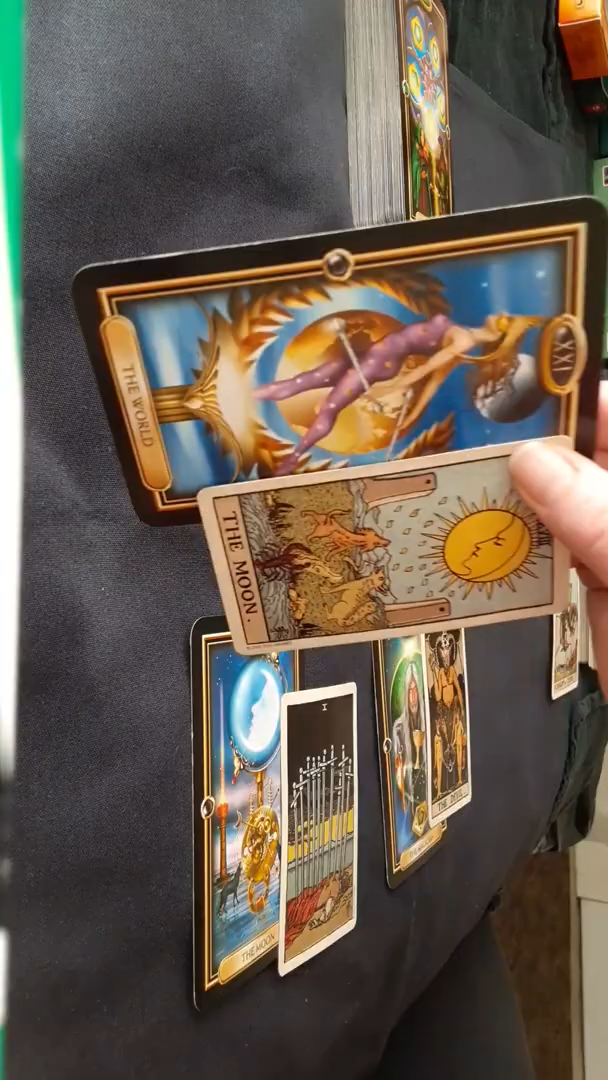 THE WORLD
XXI
THE MOON.
THE MOON
X
THE DEVIL